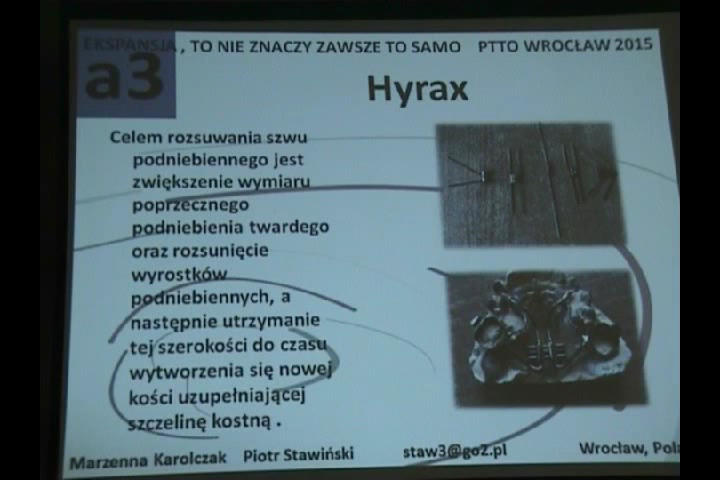 EKSPANSJA, TO NIE ZNACZY ZAWSZE TO SAMO PTTO WROCŁAW 2015
a3
Hyrax
Celem rozsuwania szwu
podniebiennego jest
zwiększenie wymiaru
poprzecznego
podniebienia twardego
oraz rozsunięcie
wyrostków
podniebiennych, a
następnie utrzymanie
tej szerokości do czasu
wytworzenia się nowej
kości uzupełniającej
szczelinę kostną .
Marzenna Karolczak Piotr Stawiński staw3@go2.pl Wrocław, Pol